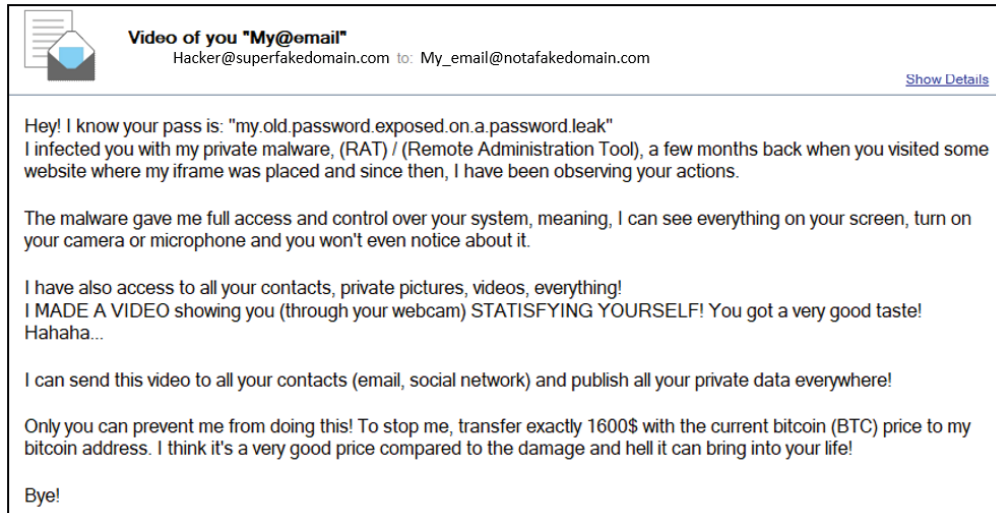 Video of you "My@email"
Hacker@superfakedomain.com to: My_email@notafakedomain.com
Show Details
Hey! I know your pass is: "my.old.password.exposed.on.a.password.leak"
I infected you with my private malware, (RAT) / (Remote Administration Tool), a few months back when you visited some
website where my iframe was placed and since then, I have been observing your actions.
The malware gave me full access and control over your system, meaning, I can see everything on your screen, turn on
your camera or microphone and you won't even notice about it.
I have also access to all your contacts, private pictures, videos, everything!
I MADE A VIDEO showing you (through your webcam) STATISFYING YOURSELF! You got a very good taste!
Hahaha...
I can send this video to all your contacts (email, social network) and publish all your private data everywhere!
Only you can prevent me from doing this! To stop me, transfer exactly 1600$ with the current bitcoin (BTC) price to my
bitcoin address. I think it's a very good price compared to the damage and hell it can bring into your life!
Bye!